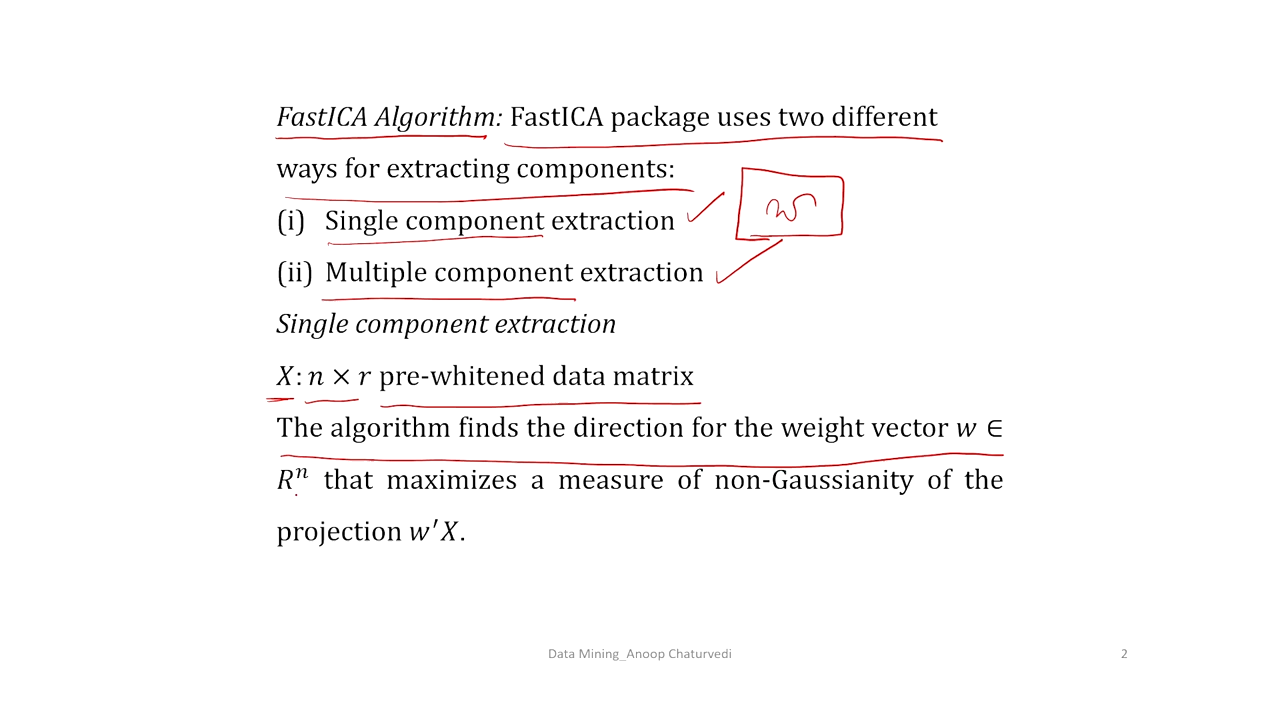 FastICA Algorithm: FastICA package uses two different
ways for extracting components:
(i) Single component extraction
w
(ii) Multiple component extraction
Single component extraction
X: n × r pre-whitened data matrix
The algorithm finds the direction for the weight vector w ∈
Rⁿ that maximizes a measure of non-Gaussianity of the
projection w′X.
Data Mining_Anoop Chaturvedi
2